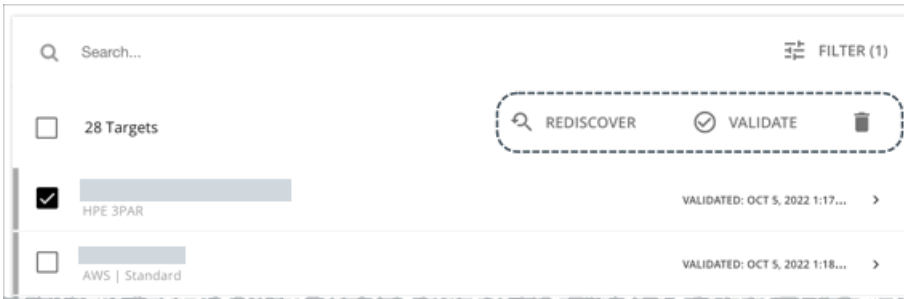 Search...
FILTER (1)
28 Targets
REDISCOVER
VALIDATE
HPE 3PAR
VALIDATED: OCT 5, 2022 1:17...
AWS | Standard
VALIDATED: OCT 5, 2022 1:18...